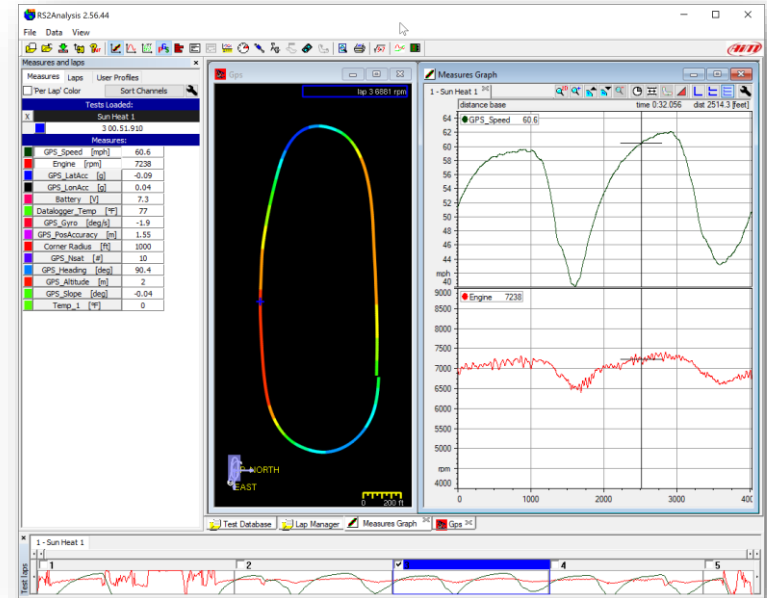 RS2Analysis 2.56.44
File Data View
AIM
Measures and laps
Measures Laps User Profiles
'Per Lap' Color Sort Channels
Tests Loaded:
X Sun Heat 1
3 00.51.910
Measures:
GPS_Speed [mph] 60.6
Engine [rpm] 7238
GPS_LatAcc [g] -0.09
GPS_LonAcc [g] 0.04
Battery [V] 7.3
Datalogger_Temp [°F] 77
GPS_Gyro [deg/s] -1.9
GPS_PosAccuracy [m] 1.55
Corner Radius [ft] 1000
GPS_Nsat [#] 10
GPS_Heading [deg] 90.4
GPS_Altitude [m] 2
GPS_Slope [deg] -0.04
Temp_1 [°F] 0
Gps
lap 3 6881 rpm
NORTH
EAST
0 200 ft
Measures Graph
1 - Sun Heat 1
distance base time 0:32.056 dist 2514.3 [feet]
GPS_Speed 60.6
64
62
60
58
56
54
52
50
48
46
44
mph
40
Engine 7238
9000
8500
8000
7500
7000
6500
6000
5500
5000
rpm
4000
0 1000 2000 3000 400
Test Database Lap Manager Measures Graph Gps
1 - Sun Heat 1
Test laps
1 2 3 4 5